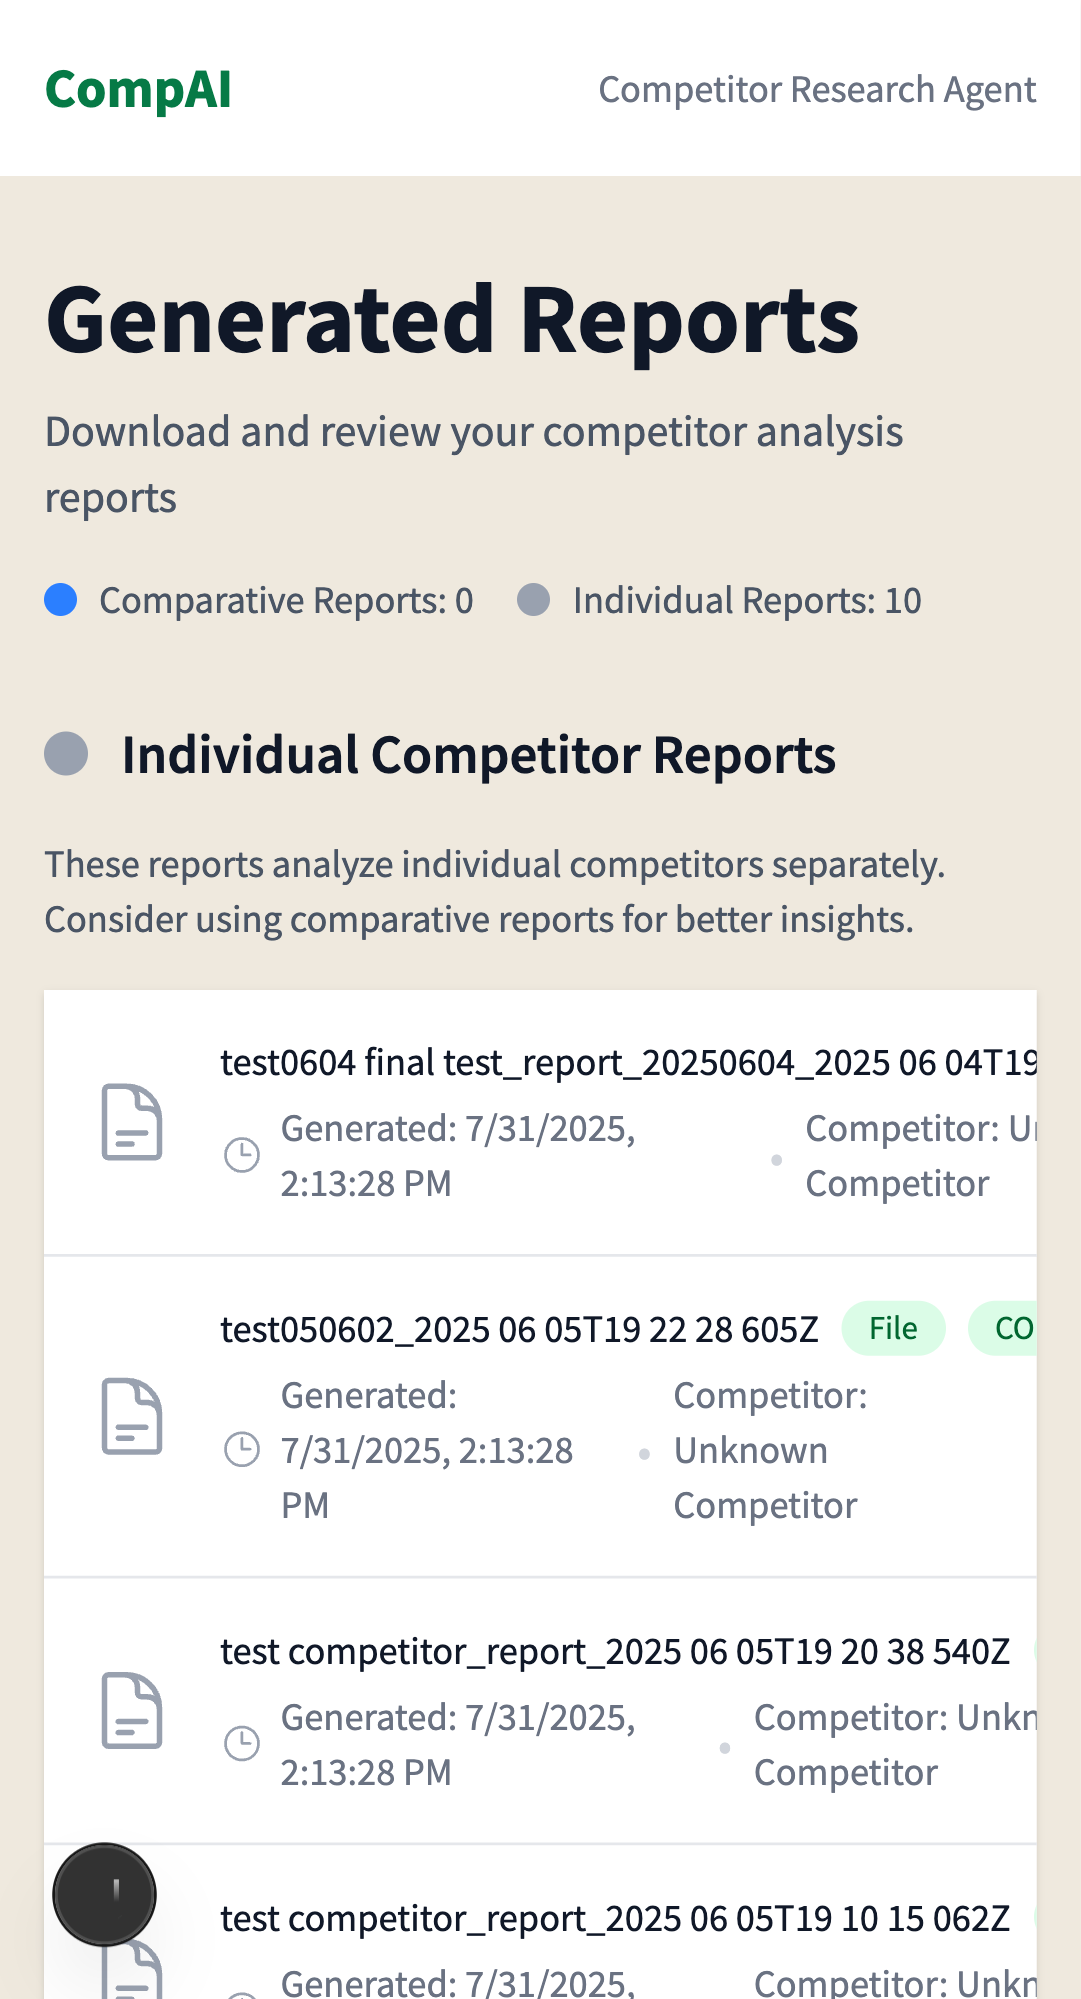 CompAI
Competitor Research Agent
Generated Reports
Download and review your competitor analysis
reports
Comparative Reports: 0
Individual Reports: 10
Individual Competitor Reports
These reports analyze individual competitors separately.
Consider using comparative reports for better insights.
test0604 final test_report_20250604_2025 06 04T19
Generated: 7/31/2025,
2:13:28 PM
Competitor:
Competitor
test050602_2025 06 05T19 22 28 605Z
File
CO
Generated:
7/31/2025, 2:13:28
PM
Competitor:
Unknown
Competitor
test competitor_report_2025 06 05T19 20 38 540Z
Generated: 7/31/2025,
2:13:28 PM
Competitor: Unkn
Competitor
test competitor_report_2025 06 05T19 10 15 062Z
Generated: 7/31/2025,
Competitor: Unkn